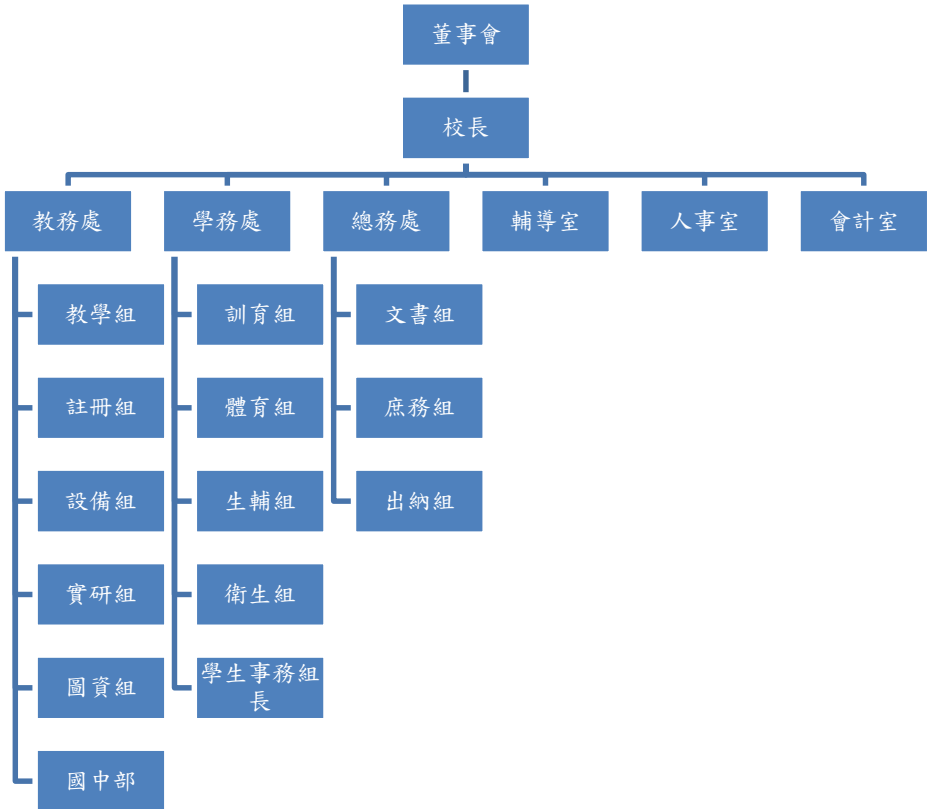 董事會
校長
教務處
學務處
總務處
輔導室
人事室
會計室
教學組
訓育組
文書組
註冊組
體育組
庶務組
設備組
生輔組
出納組
實研組
衛生組
圖資組
學生事務組
長
國中部